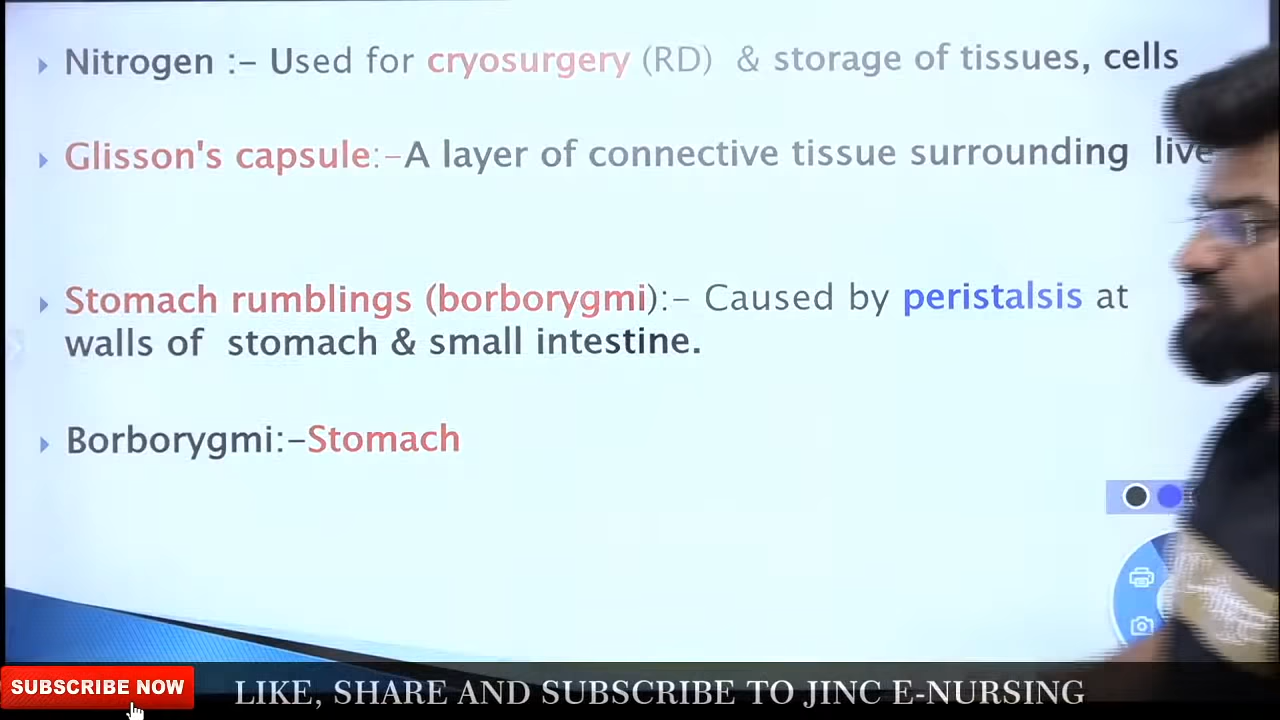 Nitrogen :- Used for cryosurgery (RD) & storage of tissues, cells
Glisson's capsule:-A layer of connective tissue surrounding
Stomach rumblings (borborygmi):- Caused by peristalsis at
walls of stomach & small intestine.
Borborygmi:-Stomach
SUBSCRIBE NOW
LIKE, SHARE AND SUBSCRIBE TO JINC E-NURSING